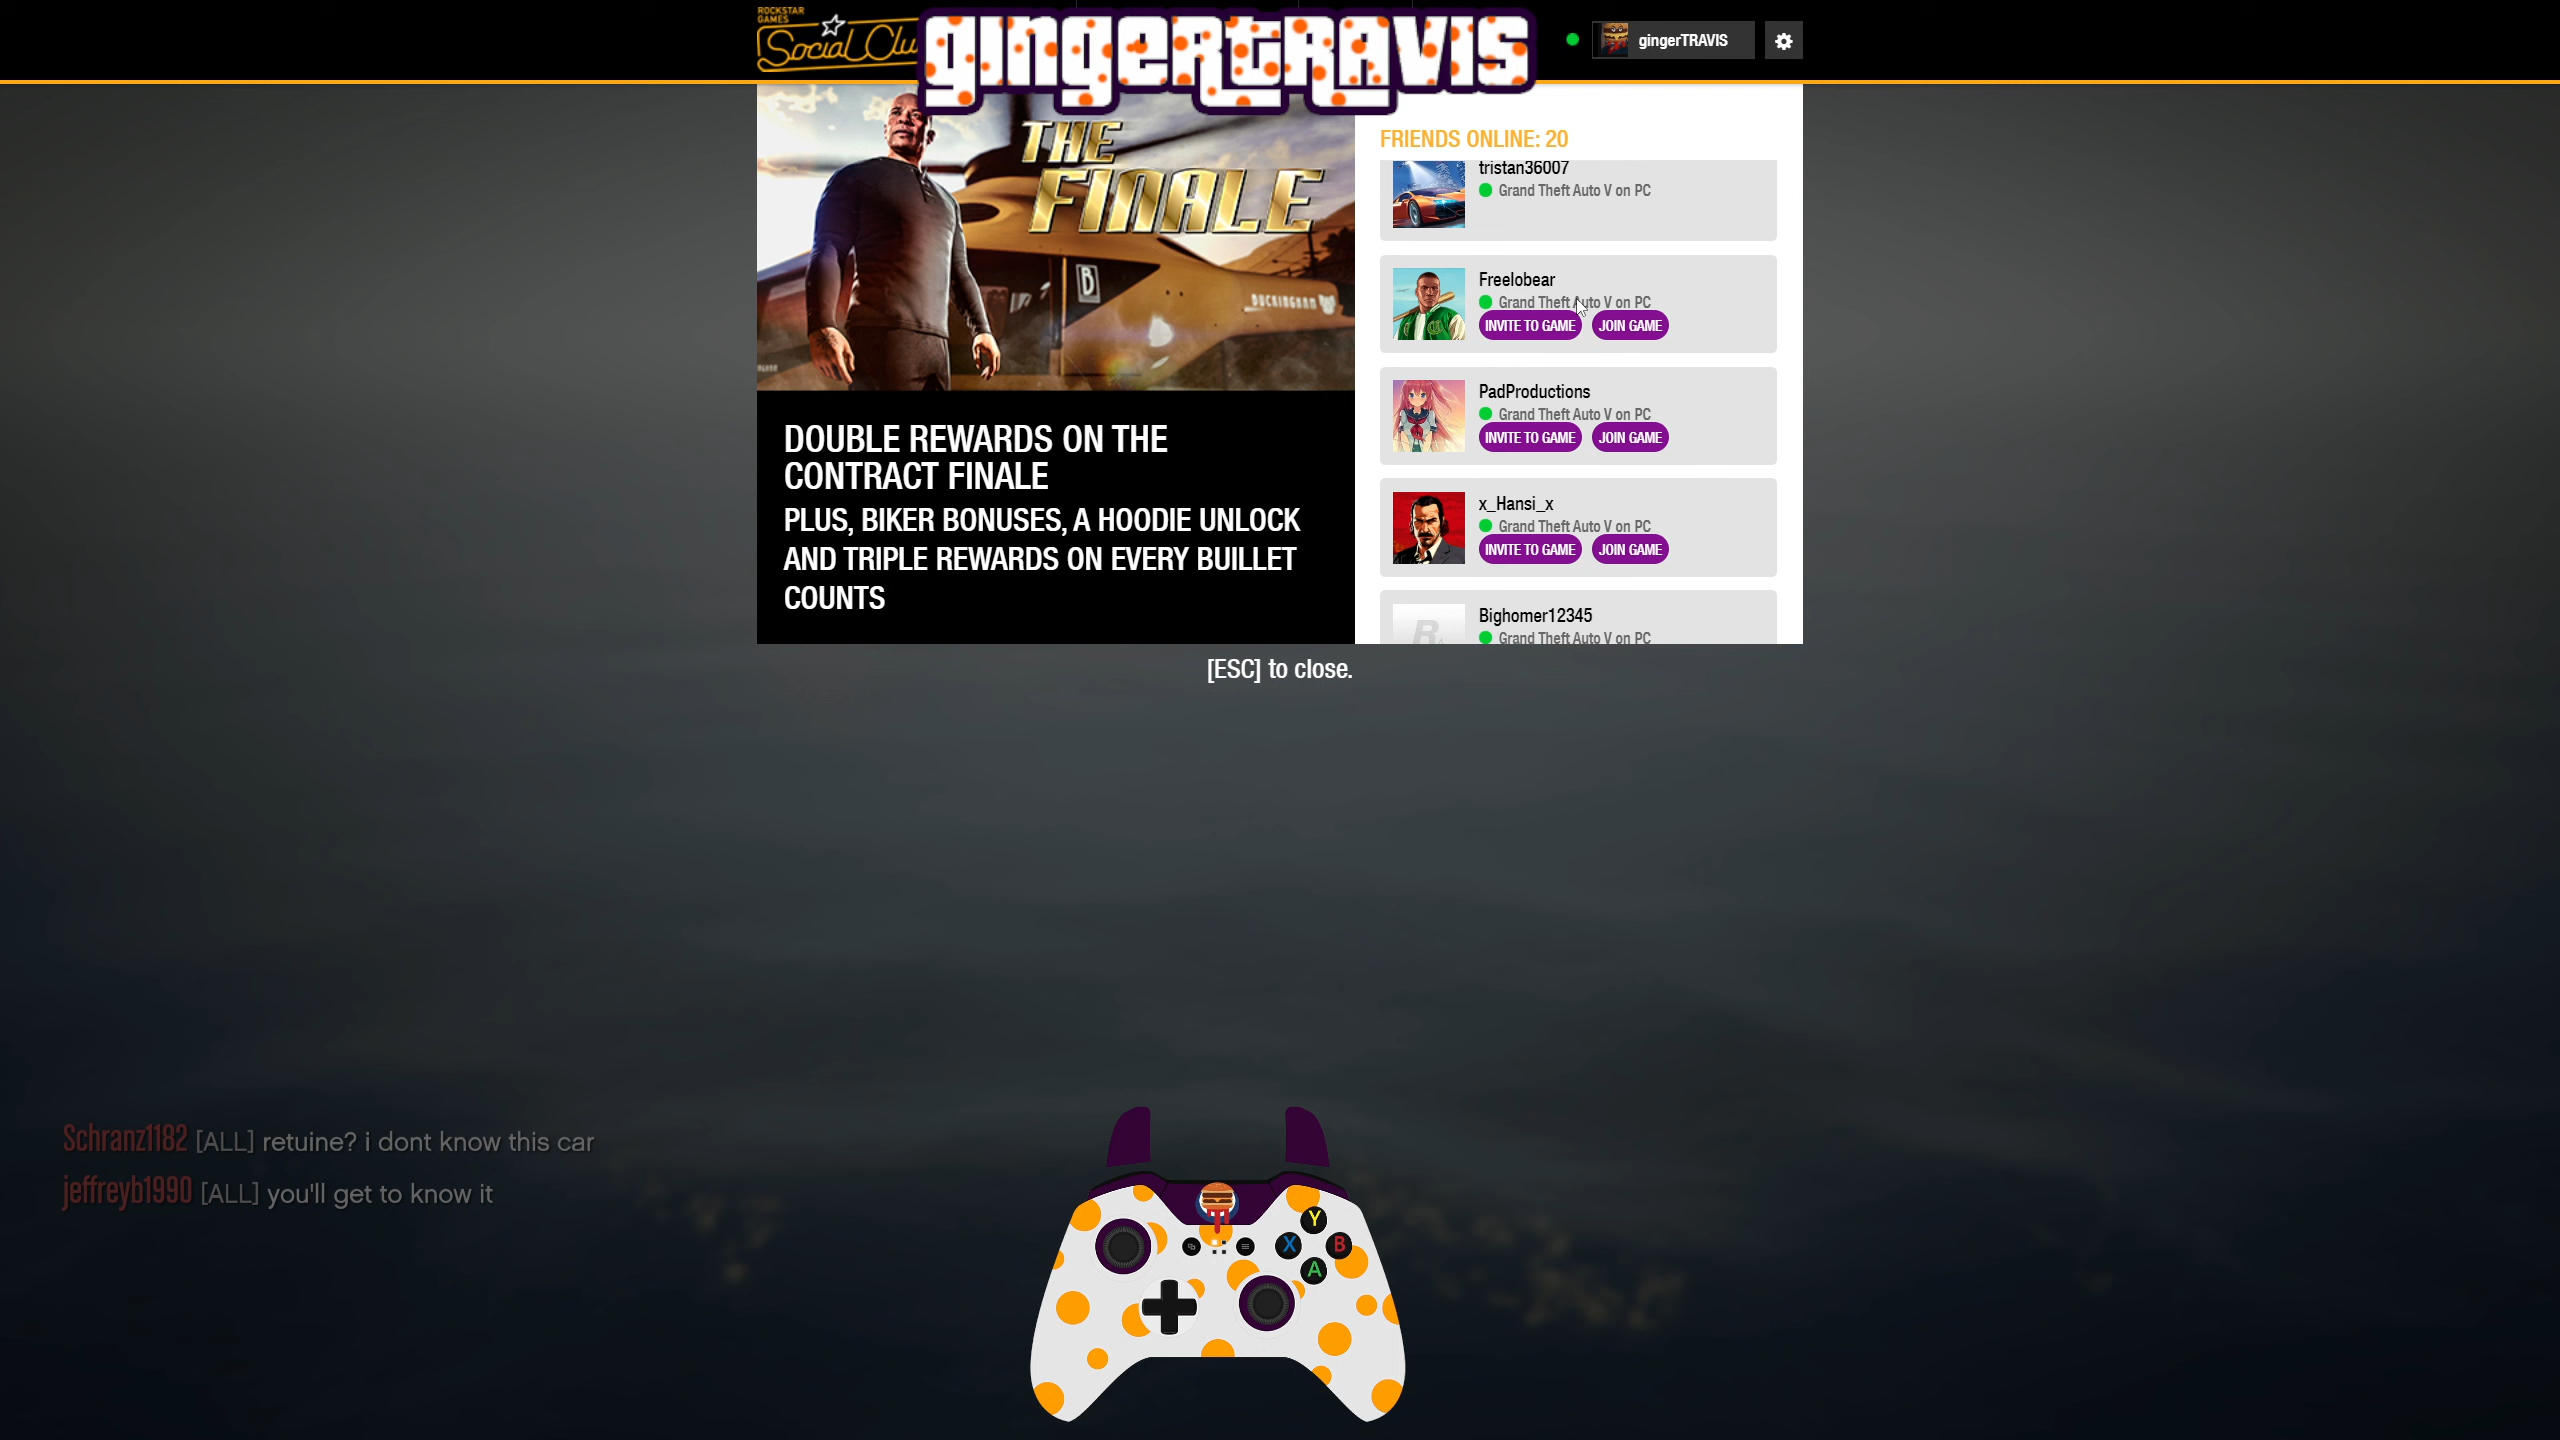 ROCKSTAR
GAMES
Social Clu
gingertravis
gingerTRAVIS
THE
FINALE
B
BUCKINGHAM
DOUBLE REWARDS ON THE
CONTRACT FINALE
PLUS, BIKER BONUSES, A HOODIE UNLOCK
AND TRIPLE REWARDS ON EVERY BUILLET
COUNTS
FRIENDS ONLINE: 20
tristan36007
Grand Theft Auto V on PC
Freelobear
Grand Theft Auto V on PC
INVITE TO GAME JOIN GAME
PadProductions
Grand Theft Auto V on PC
INVITE TO GAME JOIN GAME
x_Hansi_x
Grand Theft Auto V on PC
INVITE TO GAME JOIN GAME
Bighomer12345
Grand Theft Auto V on PC
[ESC] to close.
Schranz1182 [ALL] retuine? i dont know this car
jeffreyb1990 [ALL] you'll get to know it
Y
X B
A